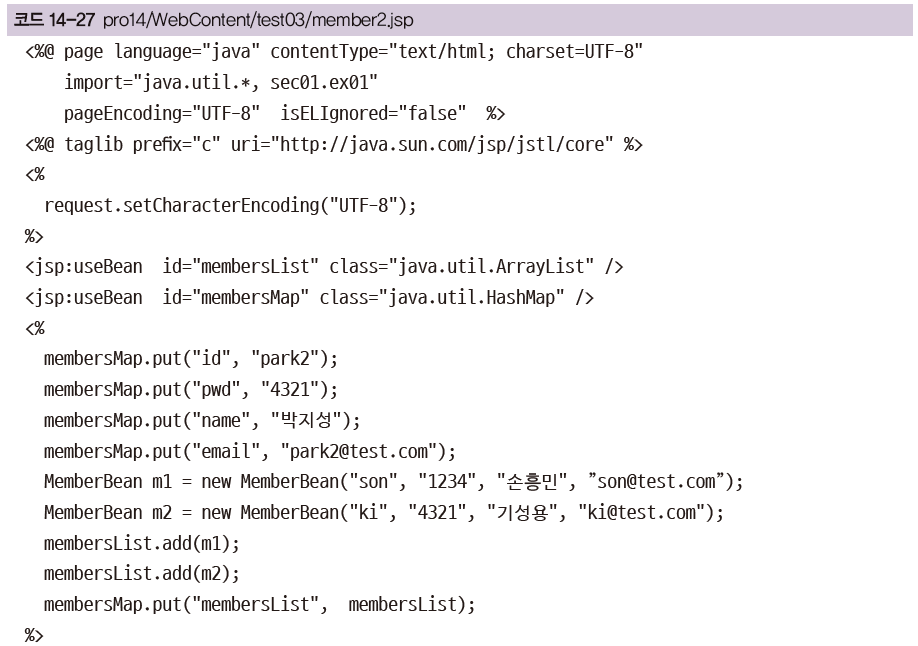 코드 14-27 pro14/WebContent/test03/member2.jsp
<%@ page language="java" contentType="text/html; charset=UTF-8"
    import="java.util.*, sec01.ex01"
    pageEncoding="UTF-8"  isELIgnored="false"  %>
<%@ taglib prefix="c" uri="http://java.sun.com/jsp/jstl/core" %>
<%
  request.setCharacterEncoding("UTF-8");
%>
<jsp:useBean  id="membersList" class="java.util.ArrayList" />
<jsp:useBean  id="membersMap" class="java.util.HashMap" />
<%
  membersMap.put("id", "park2");
  membersMap.put("pwd", "4321");
  membersMap.put("name", "박지성");
  membersMap.put("email", "park2@test.com");
  MemberBean m1 = new MemberBean("son", "1234", "손흥민", ”son@test.com”);
  MemberBean m2 = new MemberBean("ki", "4321", "기성용", "ki@test.com");
  membersList.add(m1);
  membersList.add(m2);
  membersMap.put("membersList",  membersList);
%>